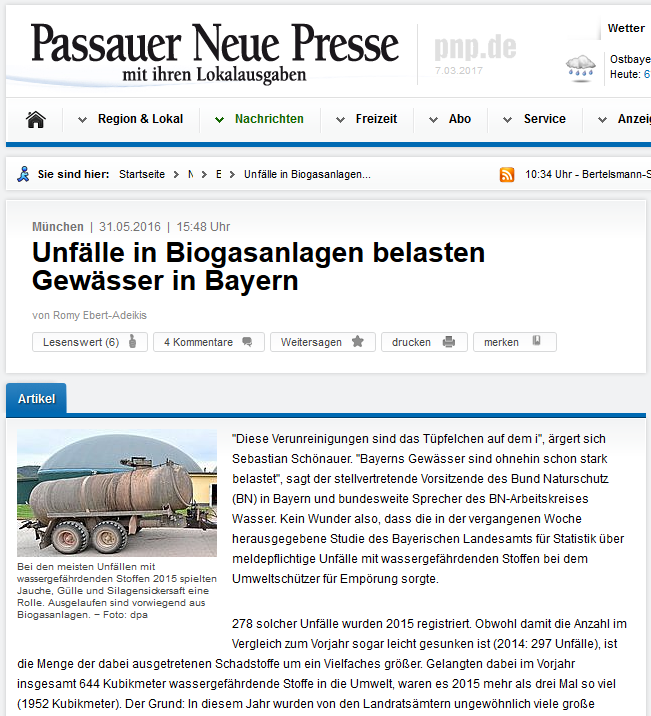 Passauer Neue Presse
mit ihren Lokalausgaben
pnp.de
7.03.2017
Wetter
Ostbaye
Heute: 6
Region & Lokal
Nachrichten
Freizeit
Abo
Service
Anzeig
Sie sind hier: Startseite > N > E > Unfälle in Biogasanlagen...
10:34 Uhr - Bertelsmann-S
München | 31.05.2016 | 15:48 Uhr
Unfälle in Biogasanlagen belasten
Gewässer in Bayern
von Romy Ebert-Adeikis
Lesenswert (6)
4 Kommentare
Weitersagen
drucken
merken
Artikel
Bei den meisten Unfällen mit
wassergefährdenden Stoffen 2015 spielten
Jauche, Gülle und Silagensickersaft eine
Rolle. Ausgelaufen sind vorwiegend aus
Biogasanlagen. − Foto: dpa
"Diese Verunreinigungen sind das Tüpfelchen auf dem i", ärgert sich
Sebastian Schönauer. "Bayerns Gewässer sind ohnehin schon stark
belastet", sagt der stellvertretende Vorsitzende des Bund Naturschutz
(BN) in Bayern und bundesweite Sprecher des BN-Arbeitskreises
Wasser. Kein Wunder also, dass die in der vergangenen Woche
herausgegebene Studie des Bayerischen Landesamts für Statistik über
meldepflichtige Unfälle mit wassergefährdenden Stoffen bei dem
Umweltschützer für Empörung sorgte.
278 solcher Unfälle wurden 2015 registriert. Obwohl damit die Anzahl im
Vergleich zum Vorjahr sogar leicht gesunken ist (2014: 297 Unfälle), ist
die Menge der dabei ausgetretenen Schadstoffe um ein Vielfaches größer. Gelangten dabei im Vorjahr
insgesamt 644 Kubikmeter wassergefährdende Stoffe in die Umwelt, waren es 2015 mehr als drei Mal so viel
(1952 Kubikmeter). Der Grund: In diesem Jahr wurden von den Landratsämtern ungewöhnlich viele große